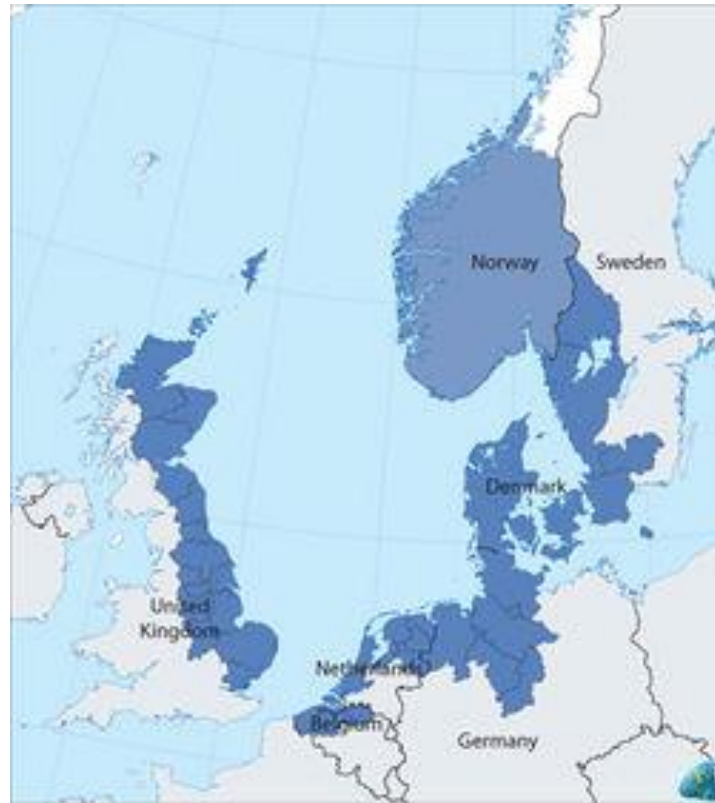 Norway
Sweden
Denmark
United
Kingdom
Netherlands
Belgium
Germany